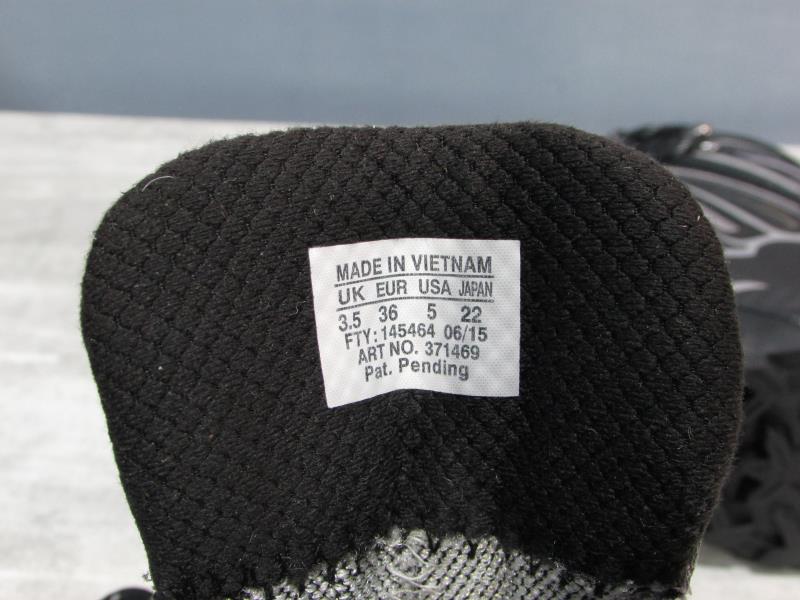 MADE IN VIETNAM
UK EUR USA JAPAN
3.5 36 5 22
FTY: 145464 06/15
ART NO. 371469
Pat. Pending